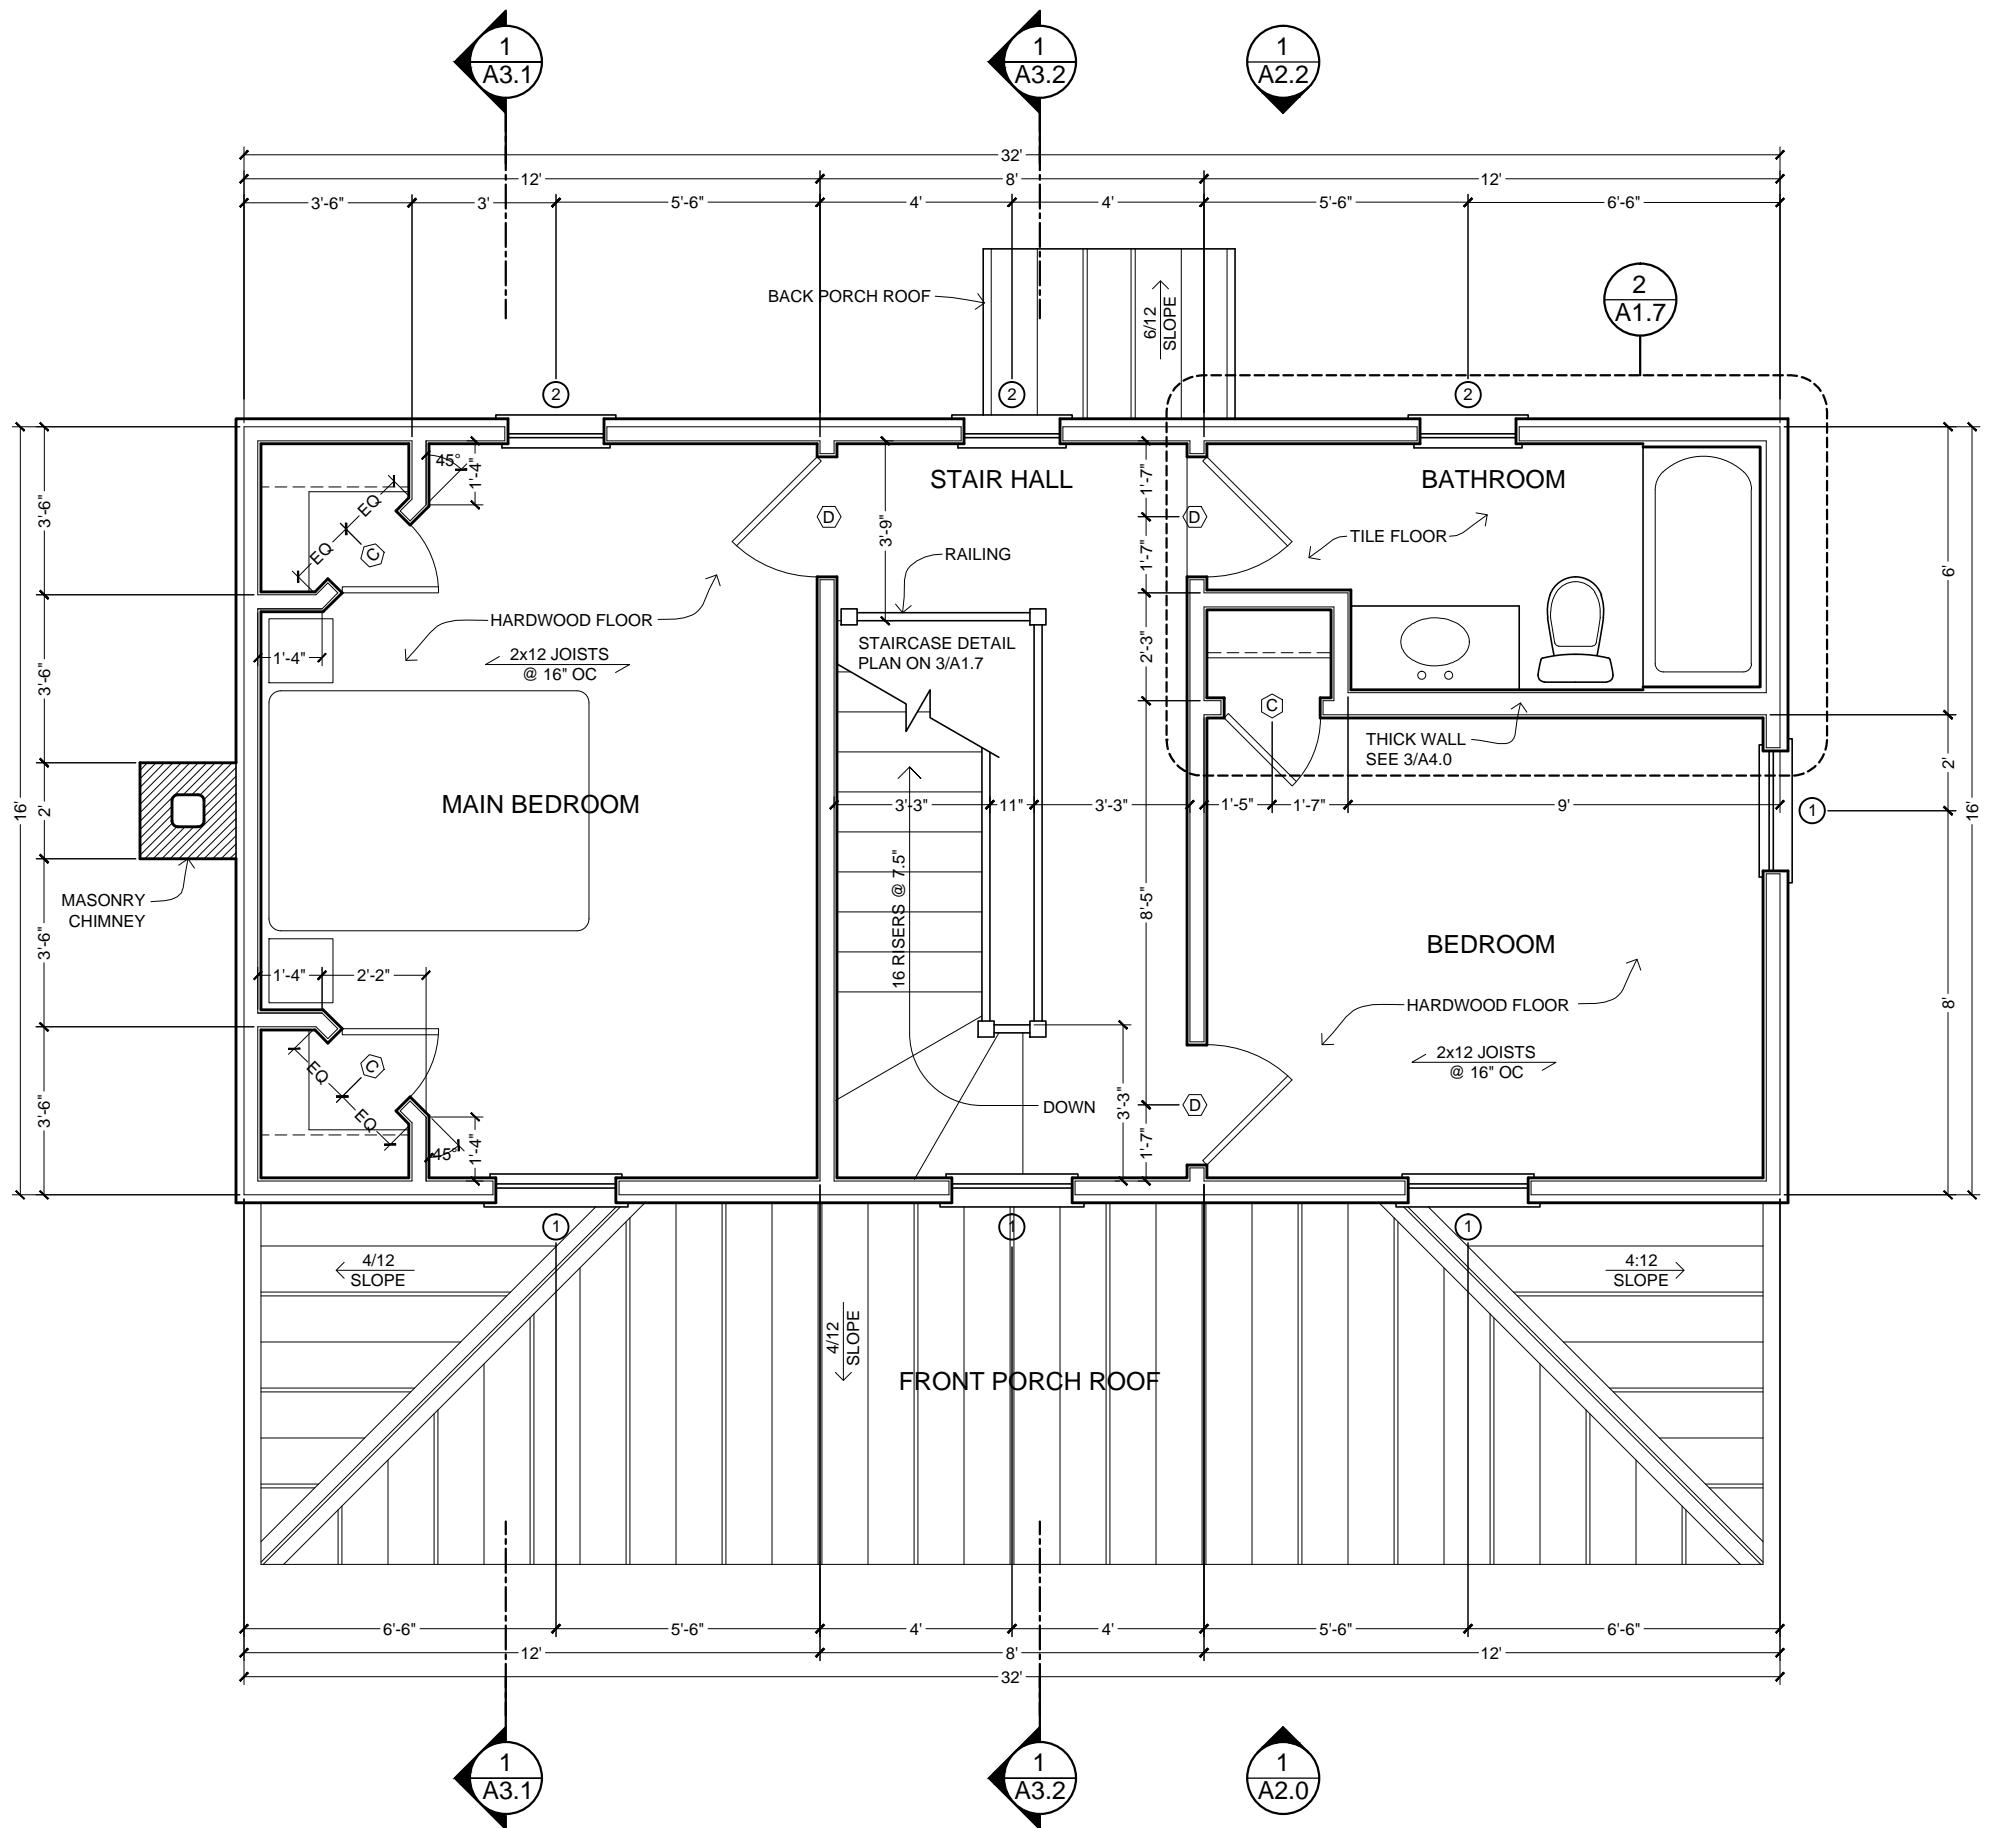 1
A3.1
1
A3.2
1
A2.2
32'
12'
8'
12'
3'-6"
3'
5'-6"
4'
4'
5'-6"
6'-6"
2
A1.7
BACK PORCH ROOF
6/12
SLOPE
2
2
2
45°
1'-4"
EQ
EQ
C
D
3'-9"
STAIR HALL
1'-7"
1'-7"
D
BATHROOM
TILE FLOOR
RAILING
HARDWOOD FLOOR
2x12 JOISTS
@ 16" OC
STAIRCASE DETAIL
PLAN ON 3/A1.7
2'-3"
C
THICK WALL
SEE 3/A4.0
1'-4"
3'-6"
3'-6"
2'
3'-6"
3'-6"
16'
6'
2'
8'
16'
1
MAIN BEDROOM
3'-3"
11"
3'-3"
1'-5"
1'-7"
9'
MASONRY
CHIMNEY
16 RISERS @ 7.5"
8'-5"
BEDROOM
HARDWOOD FLOOR
2x12 JOISTS
@ 16" OC
1'-4"
2'-2"
EQ
EQ
C
45°
1'-4"
DOWN
3'-3"
D
1'-7"
1
1
1
4/12
SLOPE
4/12
SLOPE
4:12
SLOPE
FRONT PORCH ROOF
6'-6"
5'-6"
4'
4'
5'-6"
6'-6"
12'
8'
12'
32'
1
A3.1
1
A3.2
1
A2.0